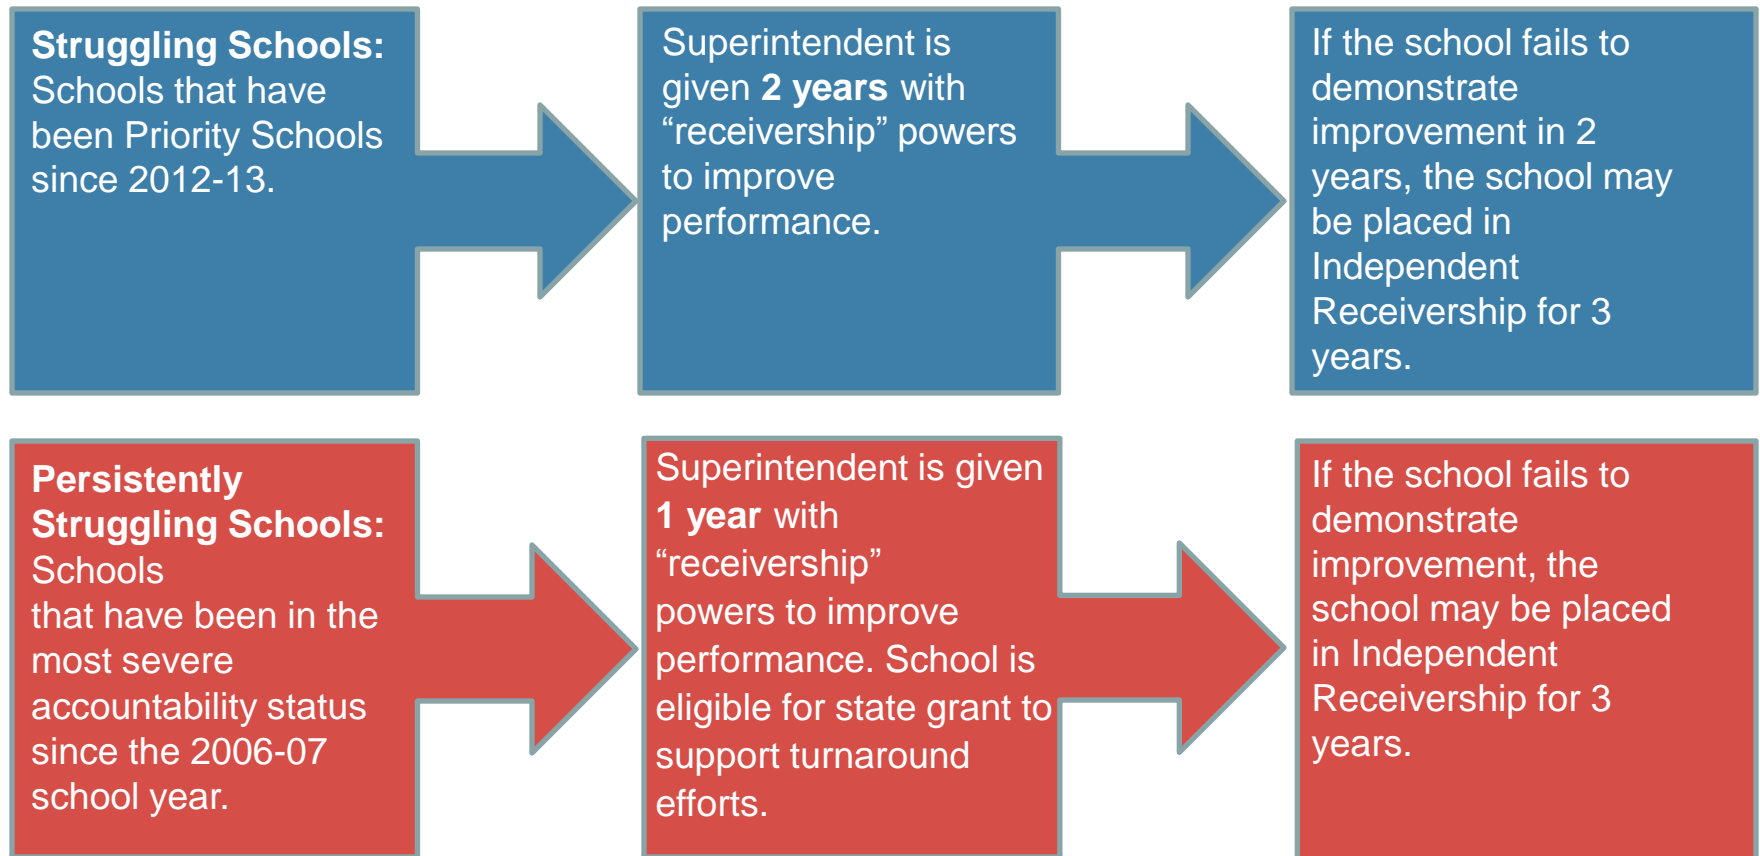 Struggling Schools:
Schools that have
been Priority Schools
since 2012-13.
Superintendent is
given 2 years with
“receivership” powers
to improve
performance.
If the school fails to
demonstrate
improvement in 2
years, the school may
be placed in
Independent
Receivership for 3
years.
Persistently
Struggling Schools:
Schools
that have been in the
most severe
accountability status
since the 2006-07
school year.
Superintendent is given
1 year with
“receivership”
powers to improve
performance. School is
eligible for state grant to
support turnaround
efforts.
If the school fails to
demonstrate
improvement, the
school may be placed
in Independent
Receivership for 3
years.